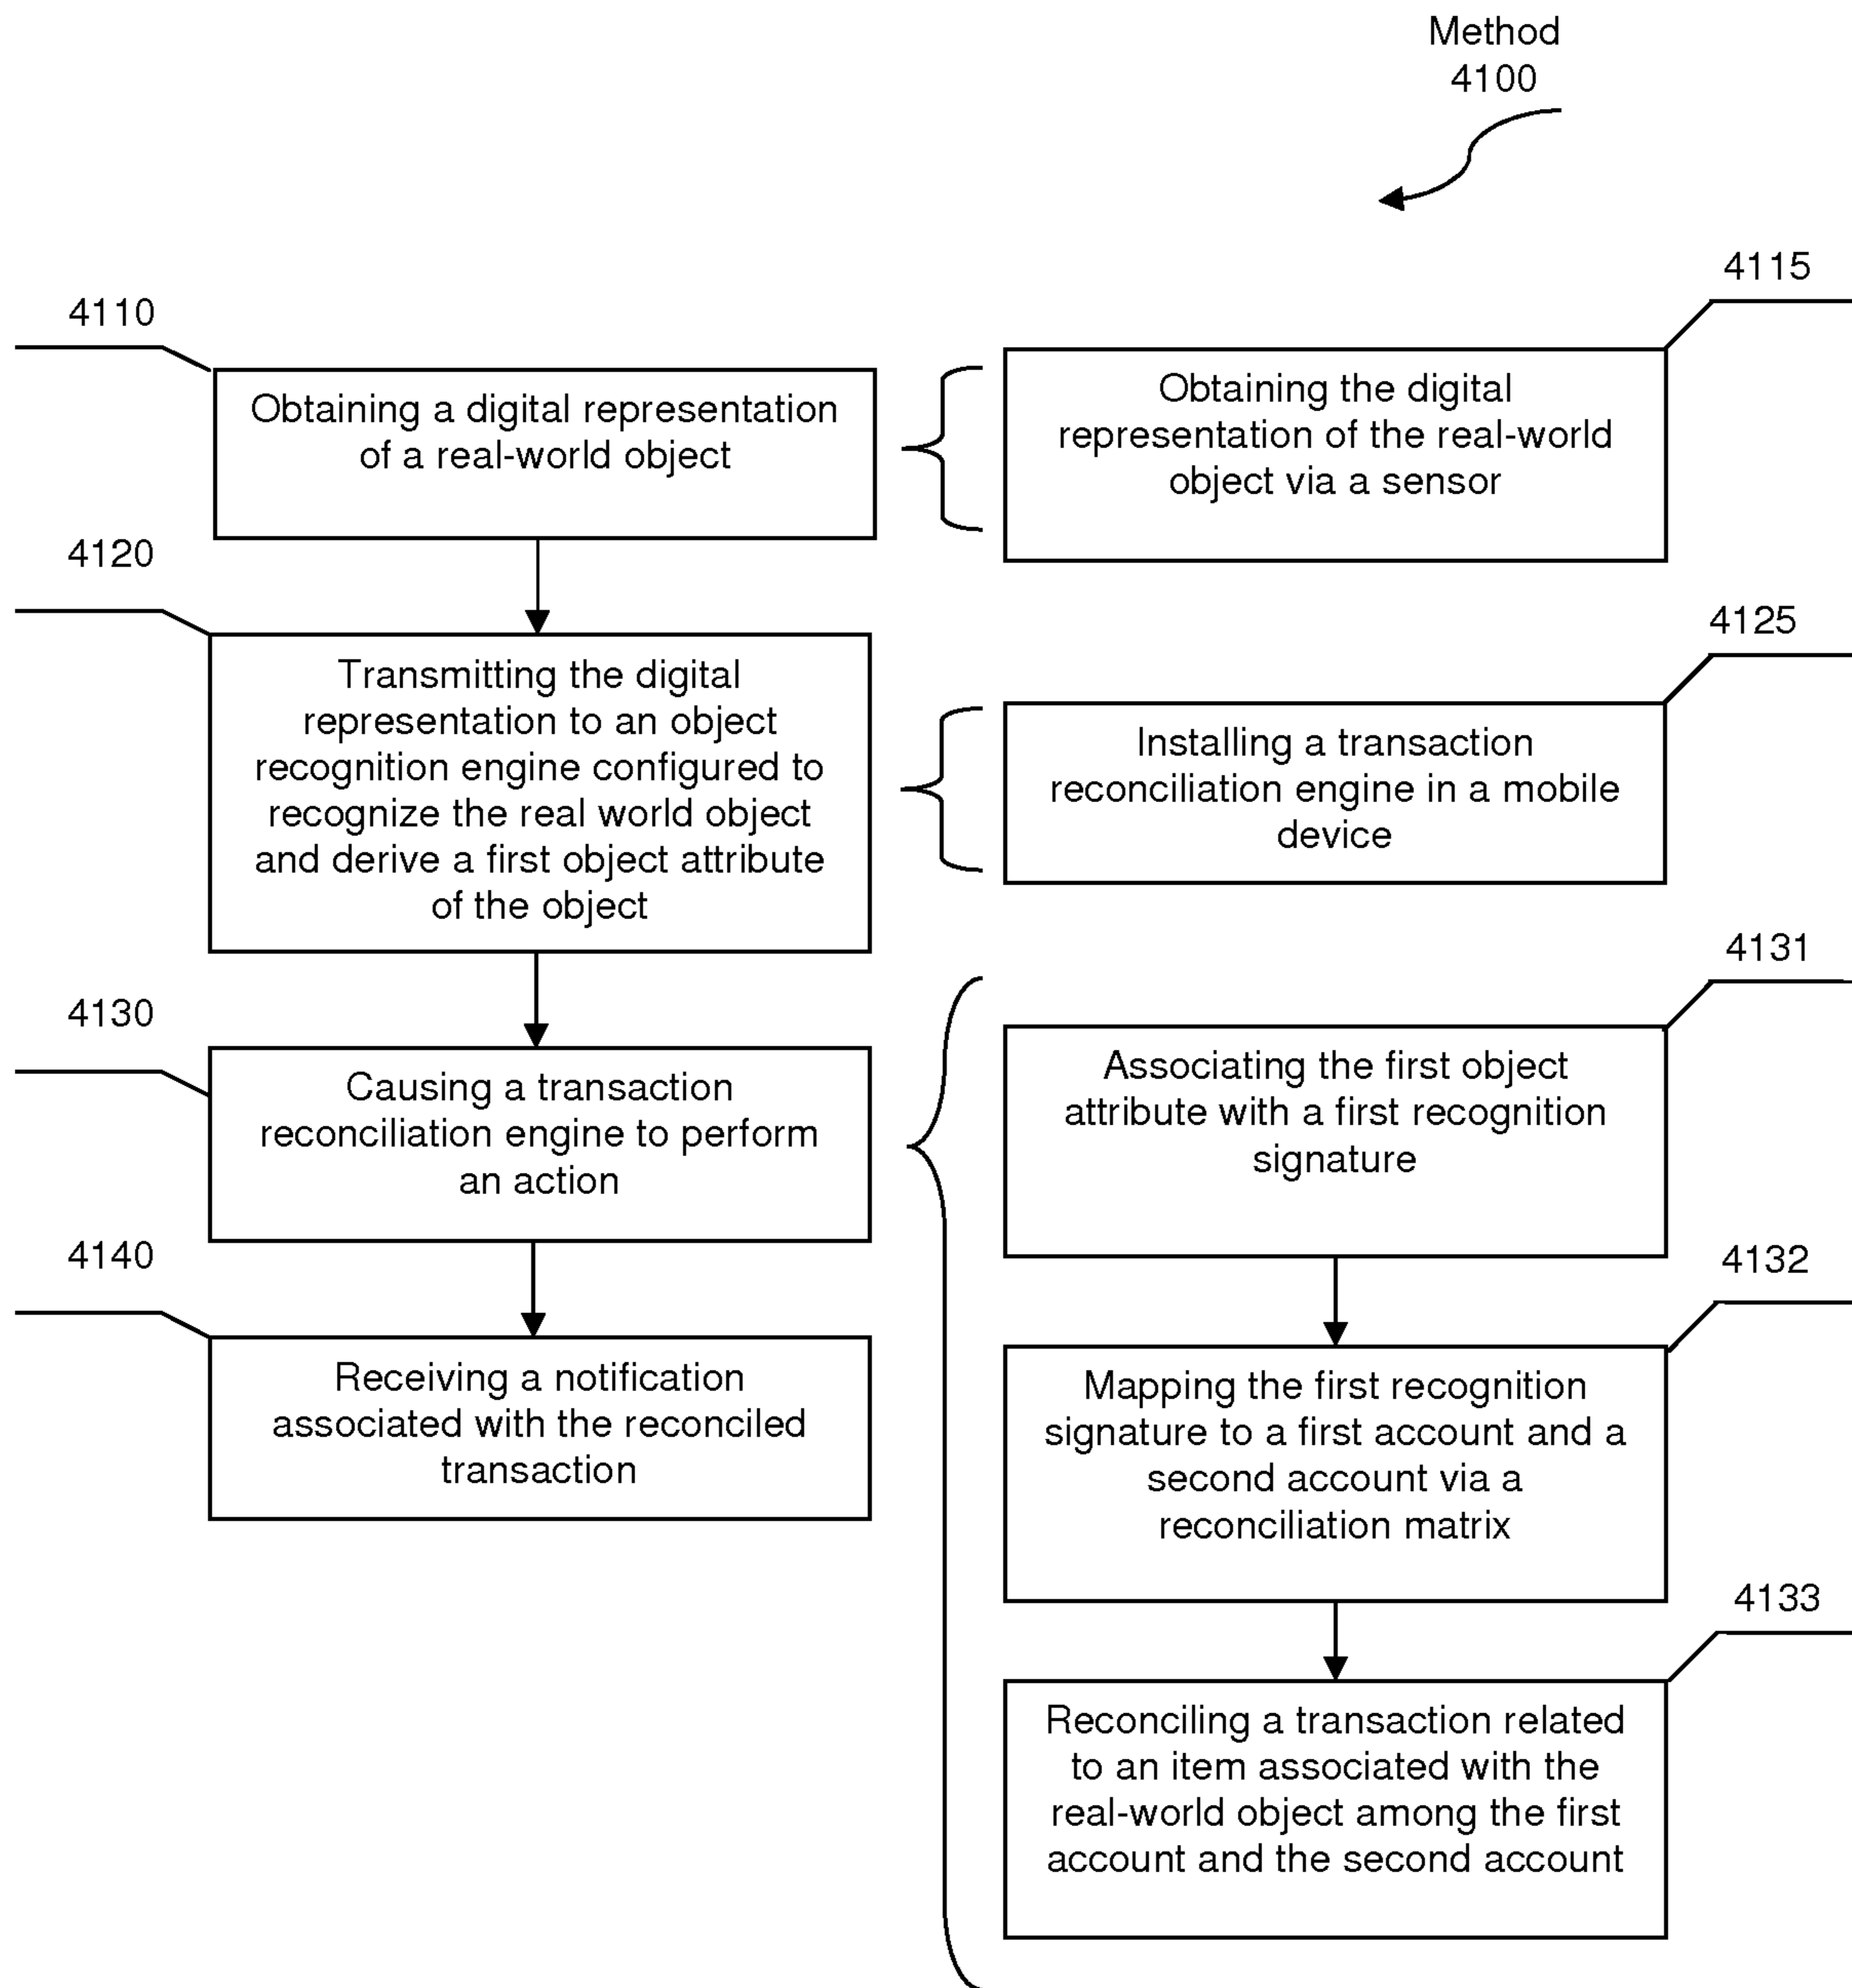 Method
4100
4110
Obtaining a digital representation
of a real-world object
4115
Obtaining the digital
representation of the real-world
object via a sensor
4120
Transmitting the digital
representation to an object
recognition engine configured to
recognize the real world object
and derive a first object attribute
of the object
4125
Installing a transaction
reconciliation engine in a mobile
device
4130
Causing a transaction
reconciliation engine to perform
an action
4131
Associating the first object
attribute with a first recognition
signature
4140
Receiving a notification
associated with the reconciled
transaction
4132
Mapping the first recognition
signature to a first account and a
second account via a
reconciliation matrix
4133
Reconciling a transaction related
to an item associated with the
real-world object among the first
account and the second account